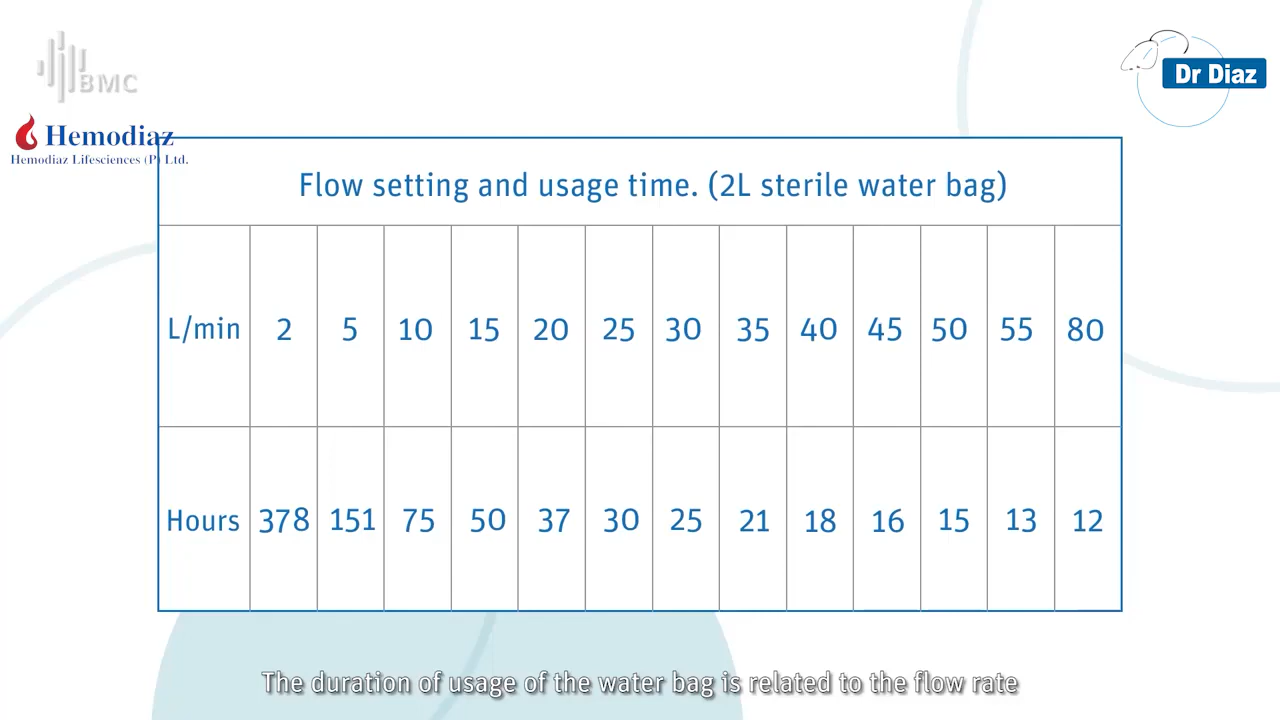 BMC
Dr Diaz
Hemodiaz
Hemodiaz Lifesciences (P) Ltd.
Flow setting and usage time. (2L sterile water bag)
L/min 2 5 10 15 20 25 30 35 40 45 50 55 80
Hours 378 151 75 50 37 30 25 21 18 16 15 13 12
The duration of usage of the water bag is related to the flow rate